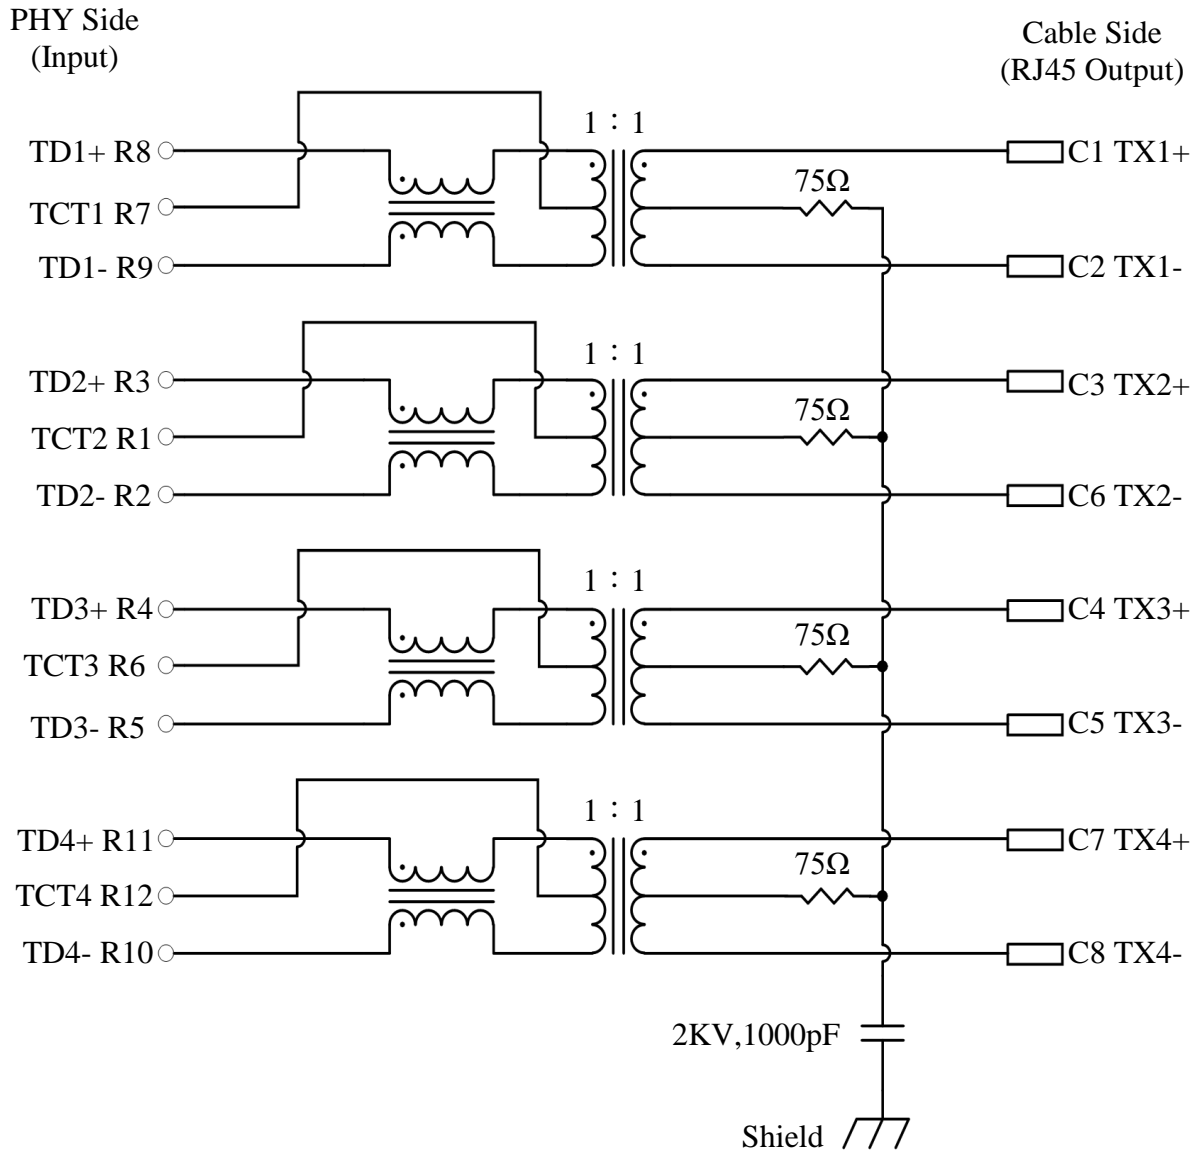 PHY Side
(Input)
Cable Side
(RJ45 Output)
1 : 1
TD1+ R8
C1 TX1+
75Ω
TCT1 R7
TD1- R9
C2 TX1-
1 : 1
TD2+ R3
C3 TX2+
75Ω
TCT2 R1
TD2- R2
C6 TX2-
1 : 1
TD3+ R4
C4 TX3+
75Ω
TCT3 R6
TD3- R5
C5 TX3-
1 : 1
TD4+ R11
C7 TX4+
75Ω
TCT4 R12
TD4- R10
C8 TX4-
2KV,1000pF
Shield